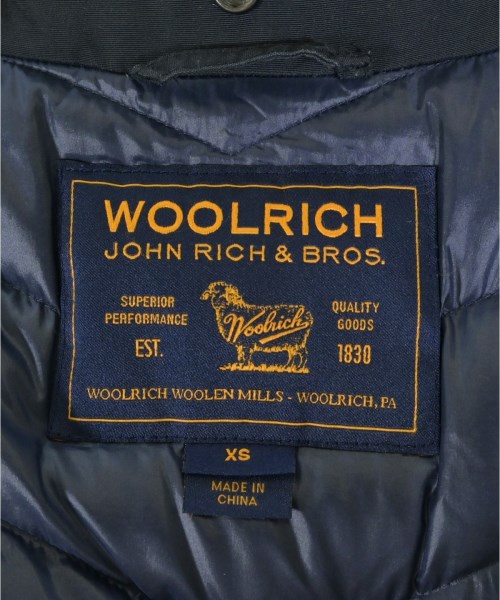 WOOLRICH
JOHN RICH & BROS.
SUPERIOR
PERFORMANCE
EST.
Woolrich
QUALITY
GOODS
1830
WOOLRICH WOOLEN MILLS - WOOLRICH, PA
XS
MADE IN
CHINA